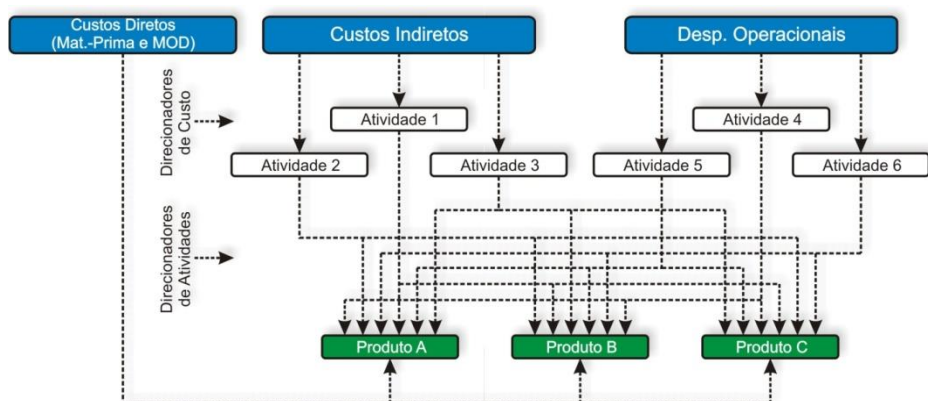 Custos Diretos
(Mat.-Prima e MOD)
Custos Indiretos
Desp. Operacionais
Direcionadores
de Custo
Atividade 1
Atividade 4
Atividade 2
Atividade 3
Atividade 5
Atividade 6
Direcionadores
de Atividades
Produto A
Produto B
Produto C